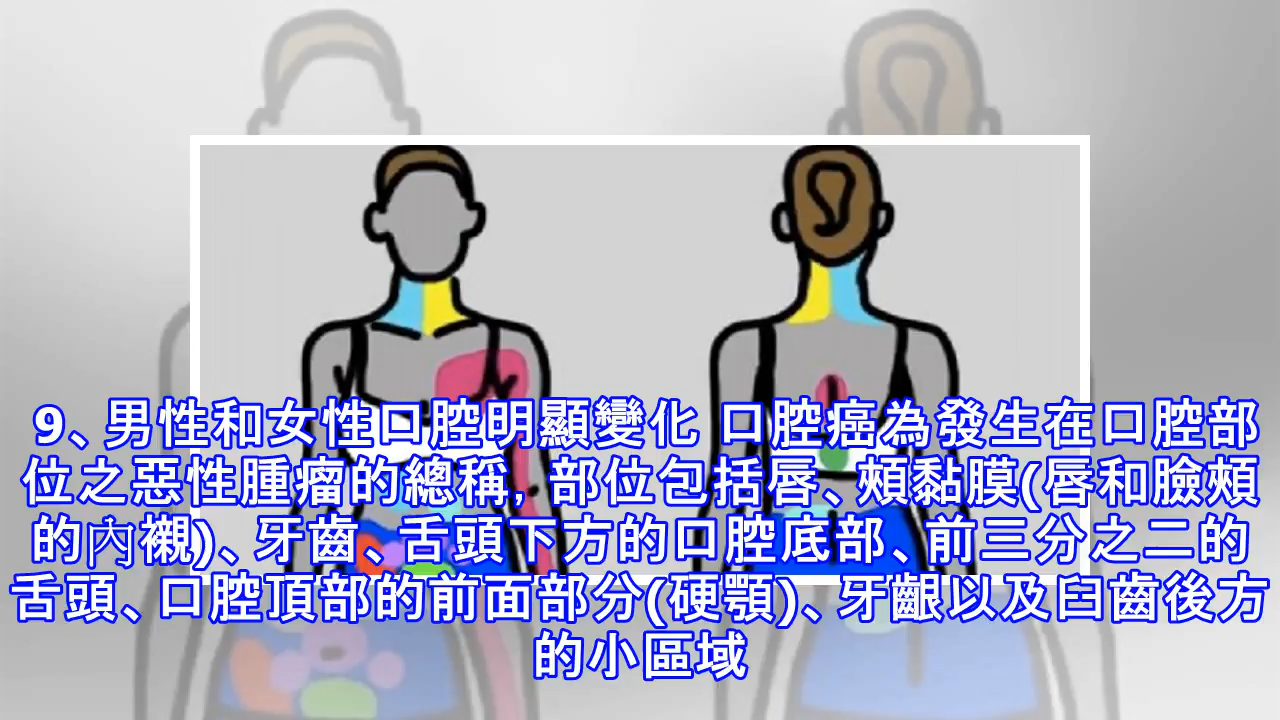 9、男性和女性口腔明顯變化 口腔癌為發生在口腔部
位之惡性腫瘤的總稱, 部位包括唇、頰黏膜(唇和臉頰
的內襯)、牙齒、舌頭下方的口腔底部、前三分之二的
舌頭、口腔頂部的前面部分(硬顎)、牙齦以及臼齒後方
的小區域